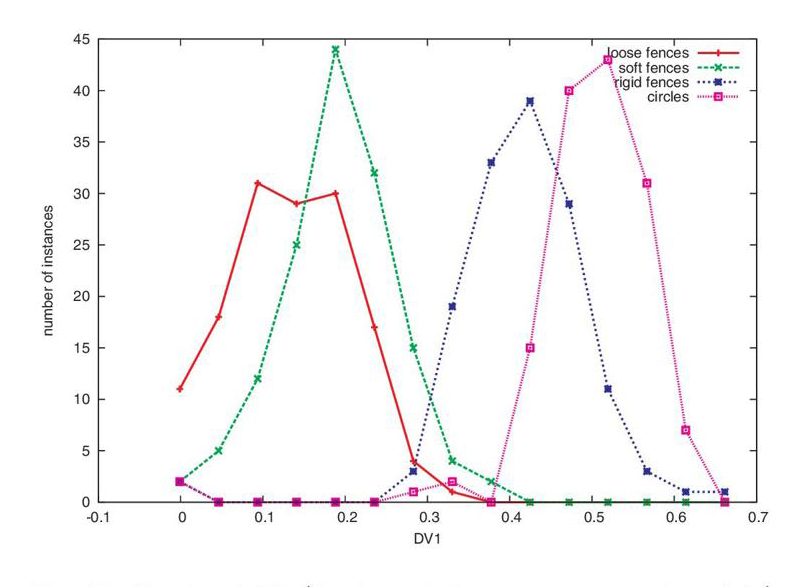 45
40
35
30
25
20
15
10
5
0
number of instances
-0.1 0 0.1 0.2 0.3 0.4 0.5 0.6 0.7
DV1
loose fences
soft fences
rigid fences
circles